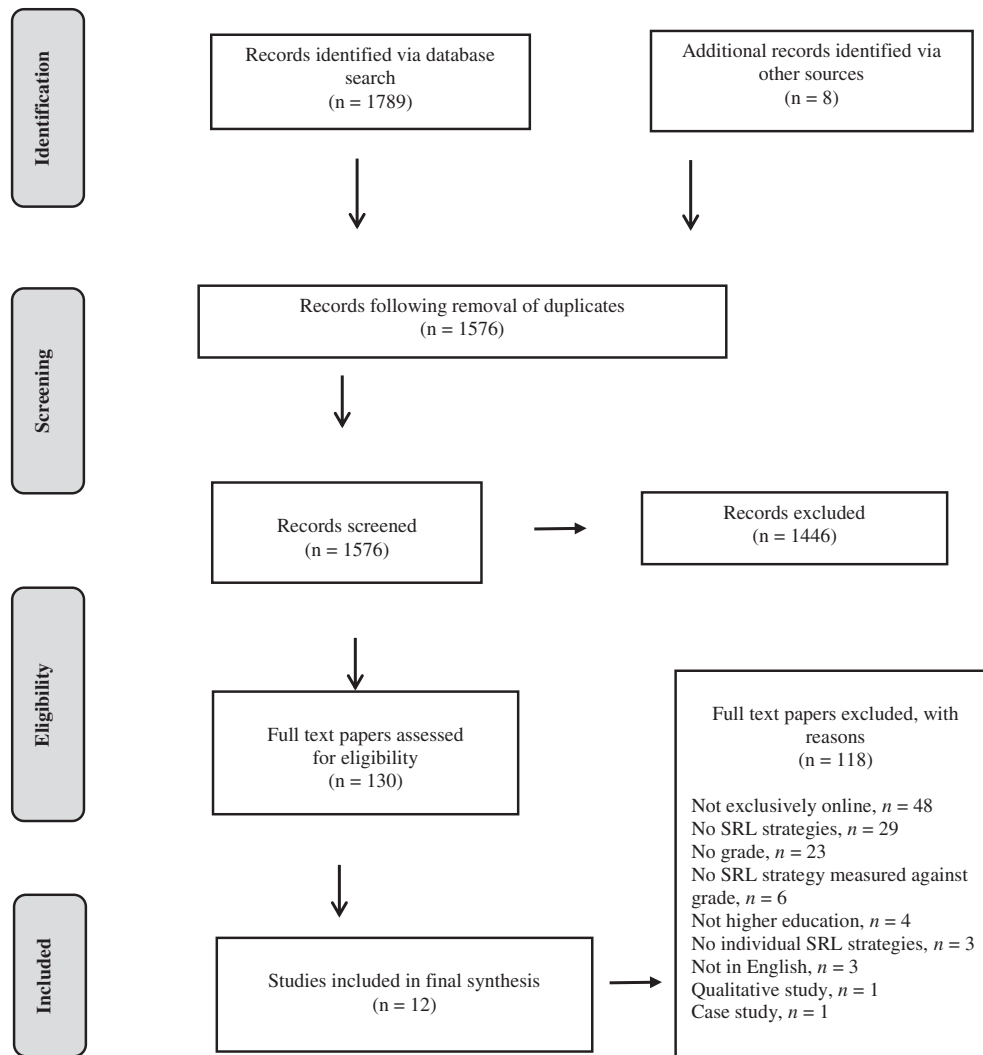 Identification
Records identified via database
search
(n = 1789)
Additional records identified via
other sources
(n = 8)
Screening
Records following removal of duplicates
(n = 1576)
Records screened
(n = 1576)
Records excluded
(n = 1446)
Eligibility
Full text papers assessed
for eligibility
(n = 130)
Full text papers excluded, with
reasons
(n = 118)
Not exclusively online, n = 48
No SRL strategies, n = 29
No grade, n = 23
No SRL strategy measured against
grade, n = 6
Not higher education, n = 4
No individual SRL strategies, n = 3
Not in English, n = 3
Qualitative study, n = 1
Case study, n = 1
Included
Studies included in final synthesis
(n = 12)